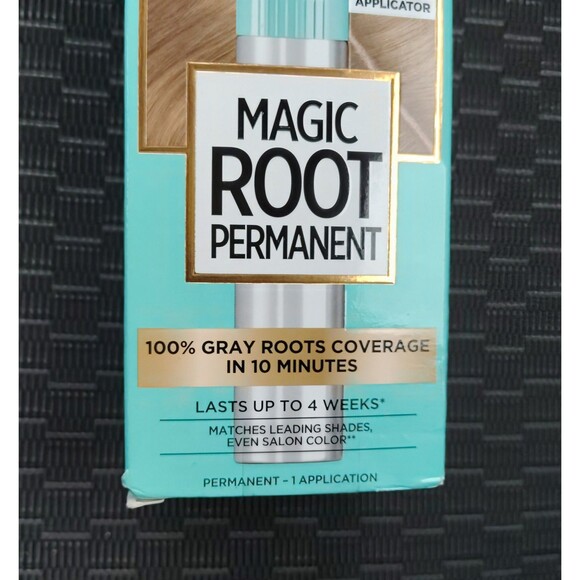 APPLICATOR
MAGIC
ROOT
PERMANENT
100% GRAY ROOTS COVERAGE
IN 10 MINUTES
LASTS UP TO 4 WEEKS*
MATCHES LEADING SHADES,
EVEN SALON COLOR**
PERMANENT – 1 APPLICATION